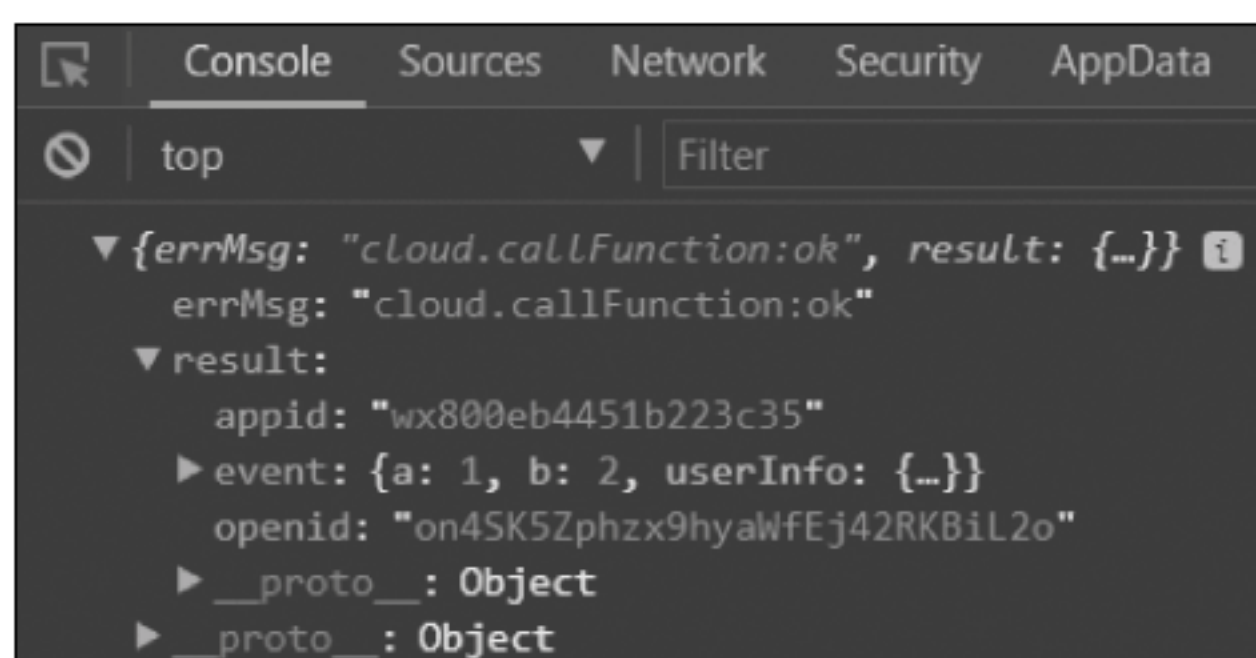 Console Sources Network Security AppData
top ▼ Filter
▼{errMsg: "cloud.callFunction:ok", result: {…}} i
errMsg: "cloud.callFunction:ok"
▼result:
appid: "wx800eb4451b223c35"
▶event: {a: 1, b: 2, userInfo: {…}}
openid: "on4SK5Zphzx9hyaWfEj42RKBiL2o"
▶__proto__: Object
▶__proto__: Object